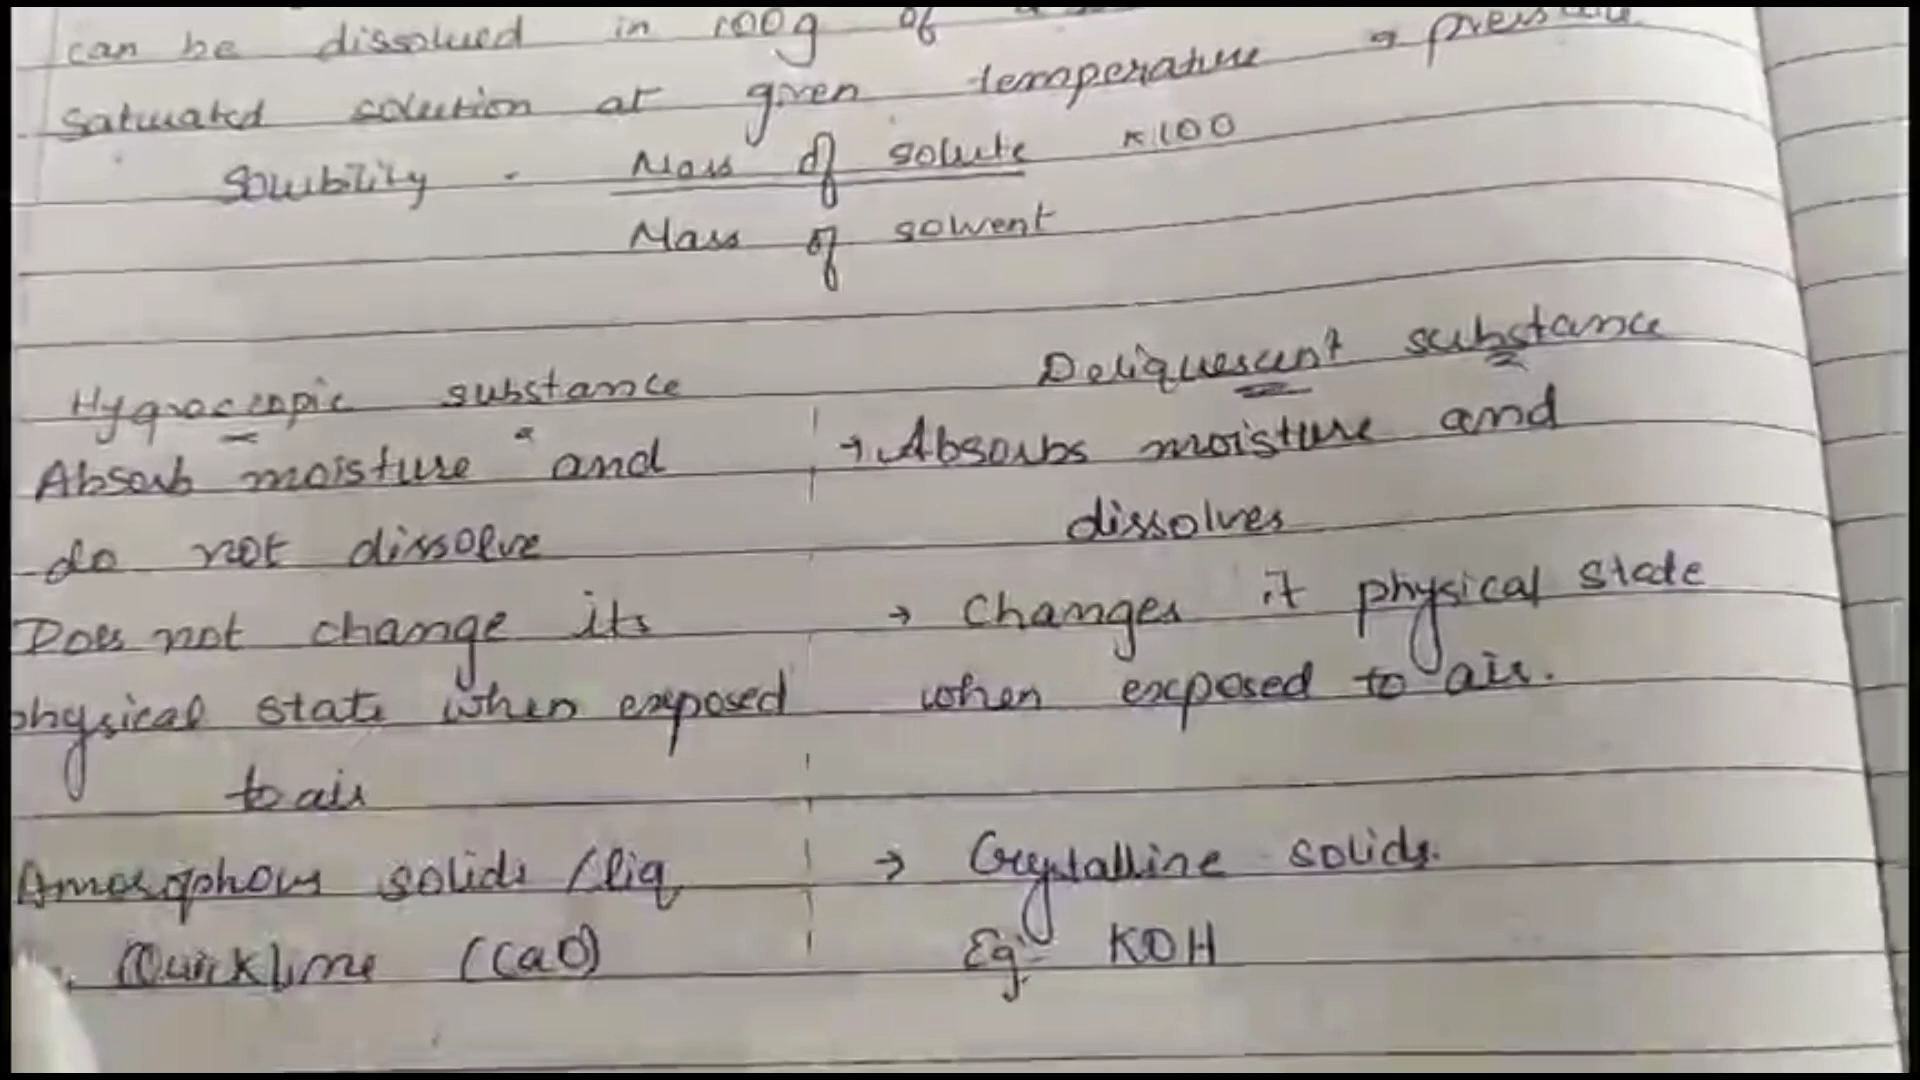 can be dissolved in 100g of a
saturated solution at given temperature → pressure
Solubility - Mass of solute ×100
Mass of solvent
Hygroscopic substance
Deliquescent substance
Absorb moisture and
→ Absorbs moisture and
do not dissolve
dissolves
Does not change its
→ Changes it physical state
physical state when exposed
when exposed to air.
to air
Amorphous solids / liq
→ Crystalline solids.
Quicklime (CaO)
Eg:- KOH